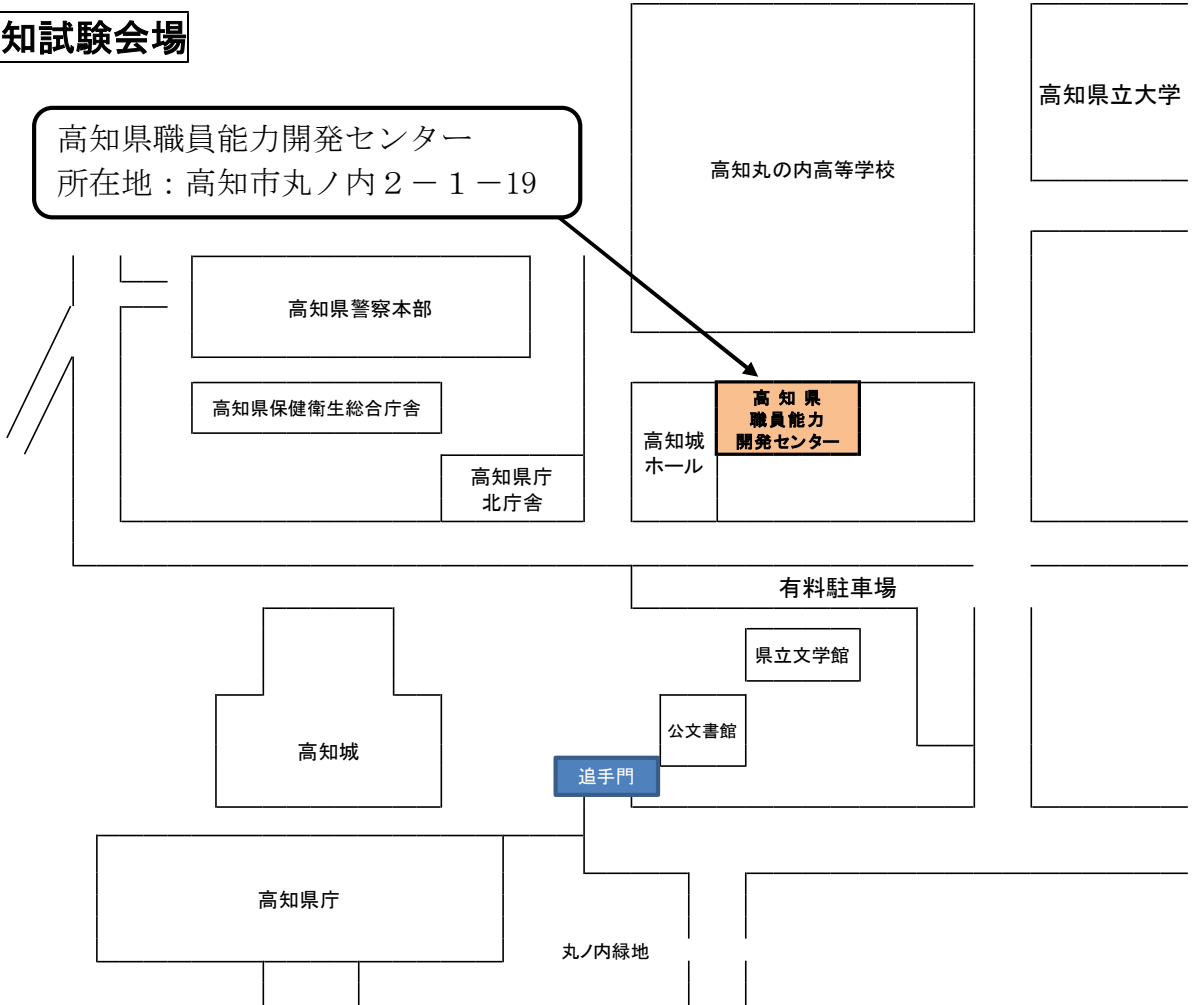 知試験会場
高知県立大学
高知県職員能力開発センター
所在地：高知市丸ノ内２－１－19
高知丸の内高等学校
高知県警察本部
高知県保健衛生総合庁舎
高知県庁
北庁舎
高知城
ホール
高 知 県
職員能力
開発センター
有料駐車場
県立文学館
公文書館
高知城
追手門
高知県庁
丸ノ内緑地